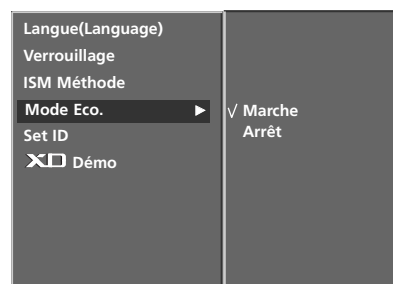 Langue(Language)
Verrouillage
ISM Méthode
Mode Eco. ►
Set ID
XD Démo
√ Marche
Arrêt